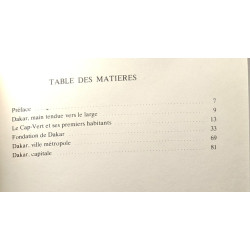 TABLE DES MATIERES
Préface 7
Dakar, main tendue vers le large 9
Le Cap-Vert et ses premiers habitants 13
Fondation de Dakar 33
Dakar, ville métropole 69
Dakar, capitale 81